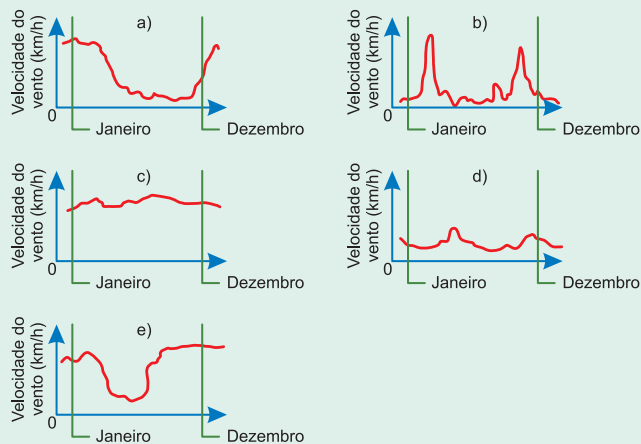 a)
Velocidade do
vento (km/h)
0
Janeiro
Dezembro
b)
Velocidade do
vento (km/h)
0
Janeiro
Dezembro
c)
Velocidade do
vento (km/h)
0
Janeiro
Dezembro
d)
Velocidade do
vento (km/h)
0
Janeiro
Dezembro
e)
Velocidade do
vento (km/h)
0
Janeiro
Dezembro